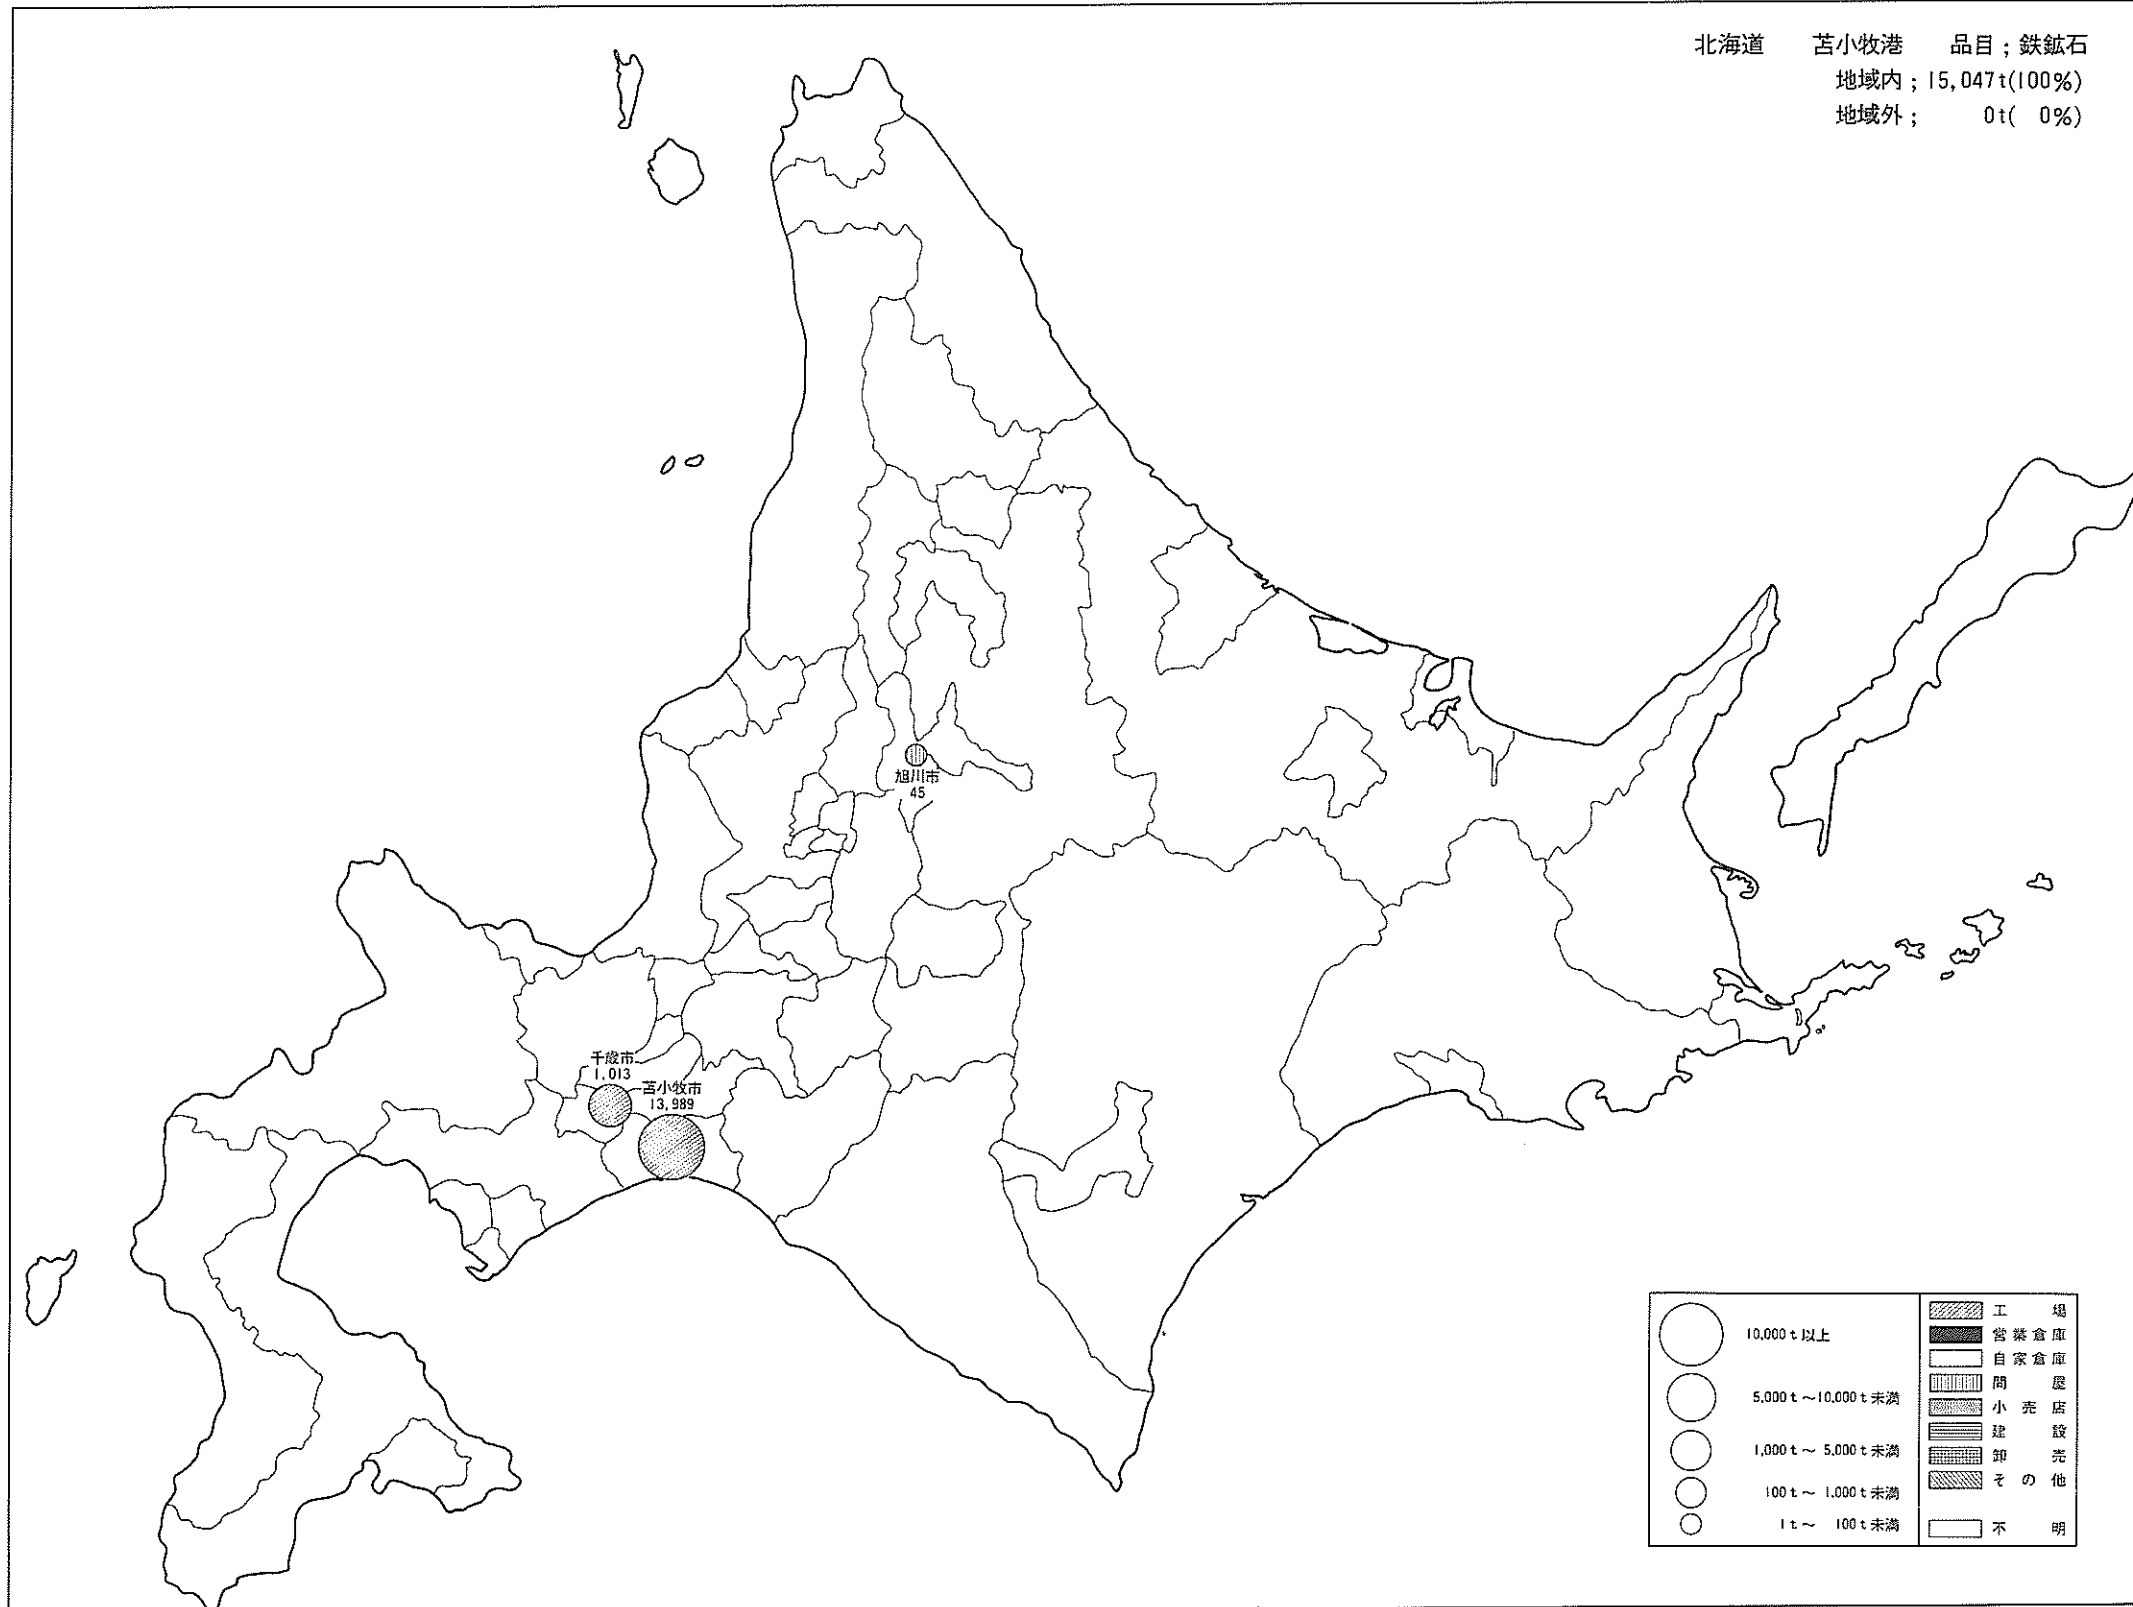 北海道 苫小牧港 品目；鉄鉱石
地域内；15,047t(100%)
地域外； 0t( 0%)
旭川市
45
千歳市
1,013
苫小牧市
13,989
10,000t以上
5,000t～10,000t未満
1,000t～ 5,000t未満
100t～ 1,000t未満
1t～ 100t未満
工場
営業倉庫
自家倉庫
問屋
小売店
建設
卸売
その他
不明